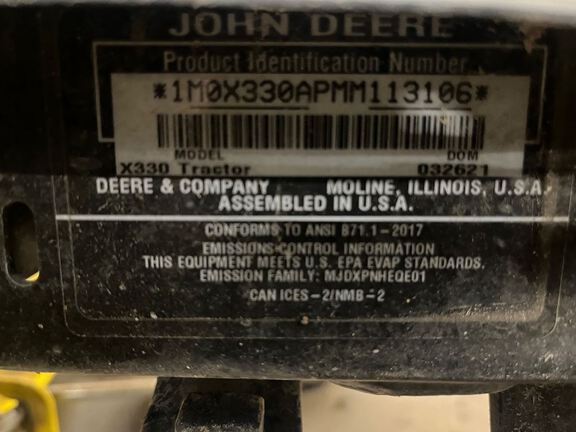 JOHN DEERE
Product Identification Number
*1M0X330APMM113106*
MODEL DOM
X330 Tractor 032621
DEERE & COMPANY MOLINE, ILLINOIS, U.S.A.
ASSEMBLED IN U.S.A.
CONFORMS TO ANSI B71.1-2017
EMISSIONS CONTROL INFORMATION
THIS EQUIPMENT MEETS U.S. EPA EVAP STANDARDS.
EMISSION FAMILY: MJDXPNHEQE01
CAN ICES-2/NMB-2